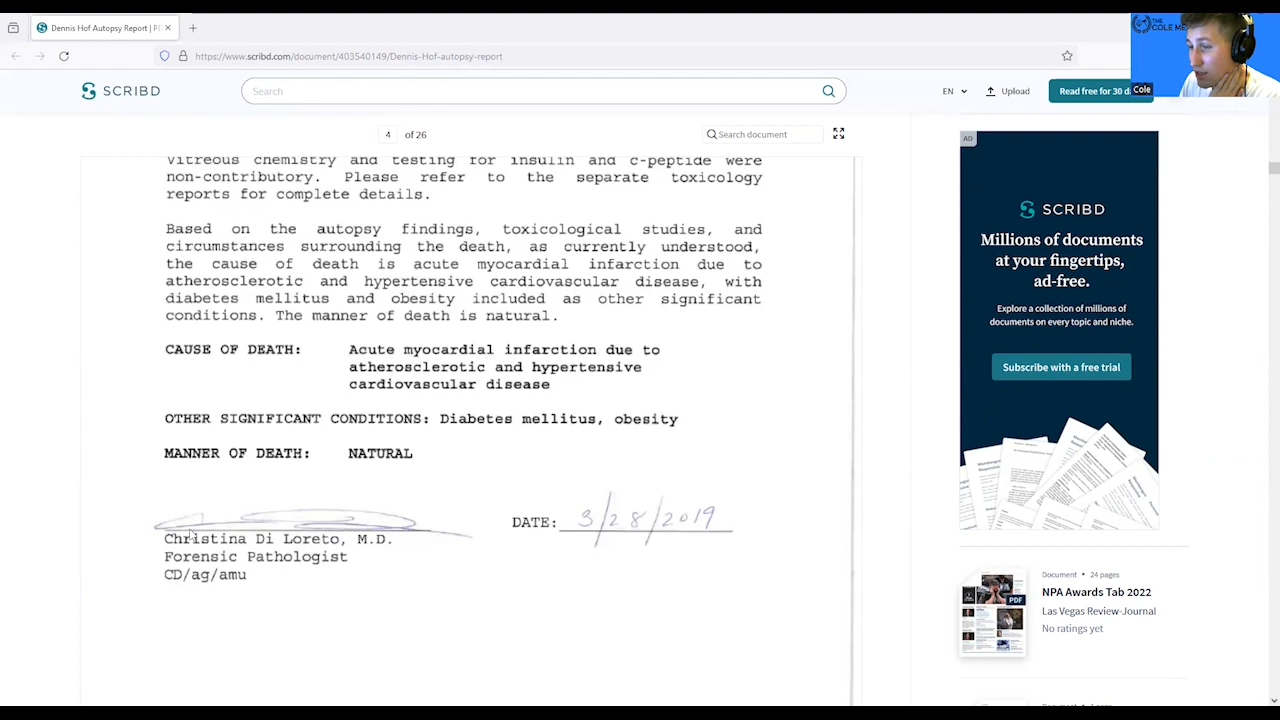 Dennis Hof Autopsy Report | P
https://www.scribd.com/document/403540149/Dennis-Hof-autopsy-report
THE
COLE ME
Cole
SCRIBD
Search
EN
Upload
Read free for 30 d
4 of 26
Search document
Vitreous chemistry and testing for insulin and c-peptide were
non-contributory. Please refer to the separate toxicology
reports for complete details.
Based on the autopsy findings, toxicological studies, and
circumstances surrounding the death, as currently understood,
the cause of death is acute myocardial infarction due to
atherosclerotic and hypertensive cardiovascular disease, with
diabetes mellitus and obesity included as other significant
conditions. The manner of death is natural.
CAUSE OF DEATH: Acute myocardial infarction due to
atherosclerotic and hypertensive
cardiovascular disease
OTHER SIGNIFICANT CONDITIONS: Diabetes mellitus, obesity
MANNER OF DEATH: NATURAL
DATE: 3/28/2019
Christina Di Loreto, M.D.
Forensic Pathologist
CD/ag/amu
AD
SCRIBD
Millions of documents
at your fingertips,
ad-free.
Explore a collection of millions of
documents on every topic and niche.
Subscribe with a free trial
Document • 24 pages
NPA Awards Tab 2022
Las Vegas Review-Journal
No ratings yet
PDF